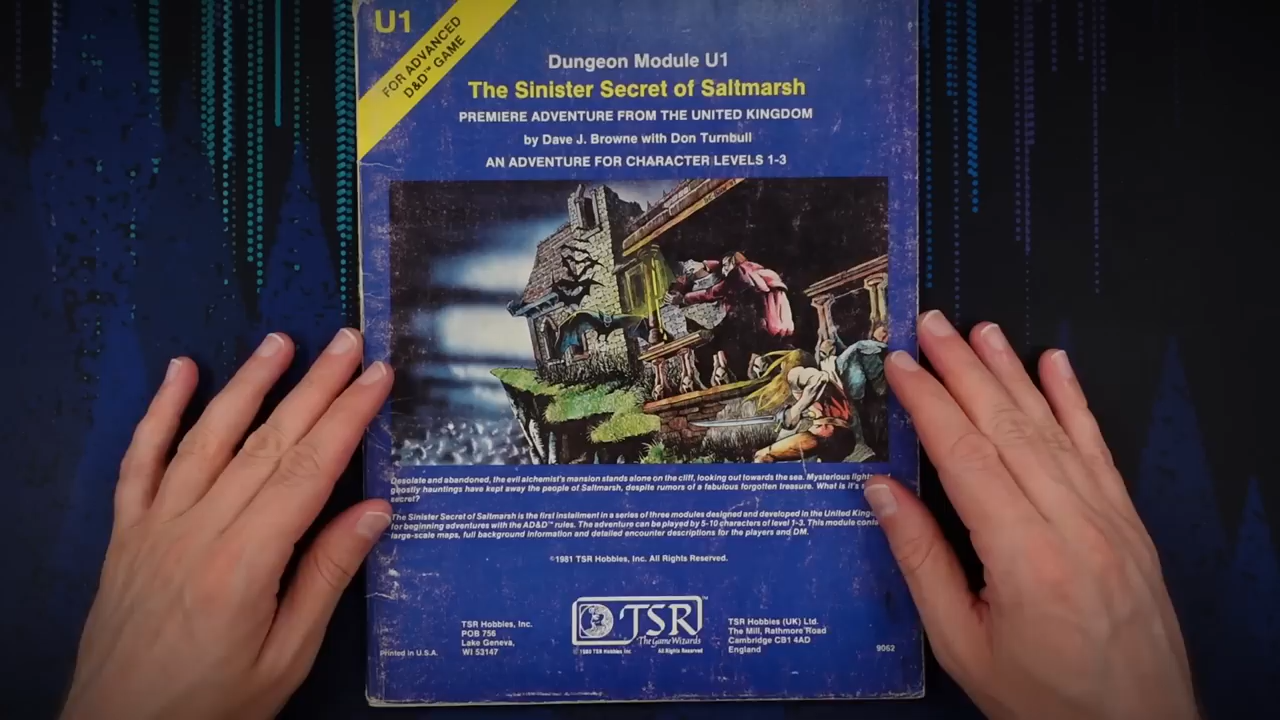 U1
FOR ADVANCED
D&D™ GAME
Dungeon Module U1
The Sinister Secret of Saltmarsh
PREMIERE ADVENTURE FROM THE UNITED KINGDOM
by Dave J. Browne with Don Turnbull
AN ADVENTURE FOR CHARACTER LEVELS 1-3
Desolate and abandoned, the evil alchemist's mansion stands alone on the cliff, looking out towards the sea. Mysterious lights
ghostly hauntings have kept away the people of Saltmarsh, despite rumors of a fabulous forgotten treasure. What is it's
secret?
The Sinister Secret of Saltmarsh is the first installment in a series of three modules designed and developed in the United
for beginning adventures with the AD&D™ rules. The adventure can be played by 5-10 characters of level 1-3. This module
large-scale maps, full background information and detailed encounter descriptions for the players and DM.
©1981 TSR Hobbies, Inc. All Rights Reserved.
TSR Hobbies, Inc.
POB 756
Lake Geneva,
WI 53147
Printed in U.S.A.
TSR™
The Game Wizards
© 1980 TSR Hobbies Inc. All Rights Reserved
TSR Hobbies (UK) Ltd.
The Mill, Rathmore Road
Cambridge CB1 4AD
England
9062